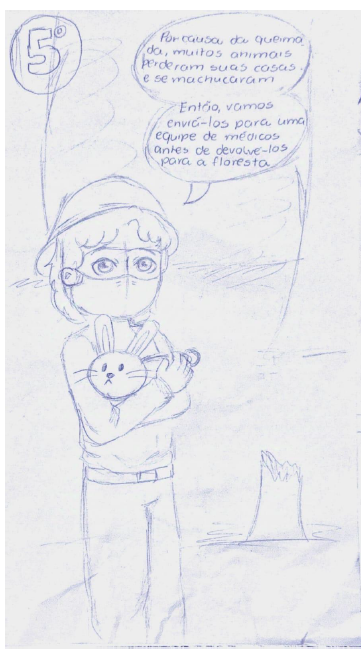 5º
Por causa da queima
da, muitos animais
perderam suas casas,
e se machucaram
Então, vamos
enviá-los para uma
equipe de médicos
antes de devolve-los
para a floresta